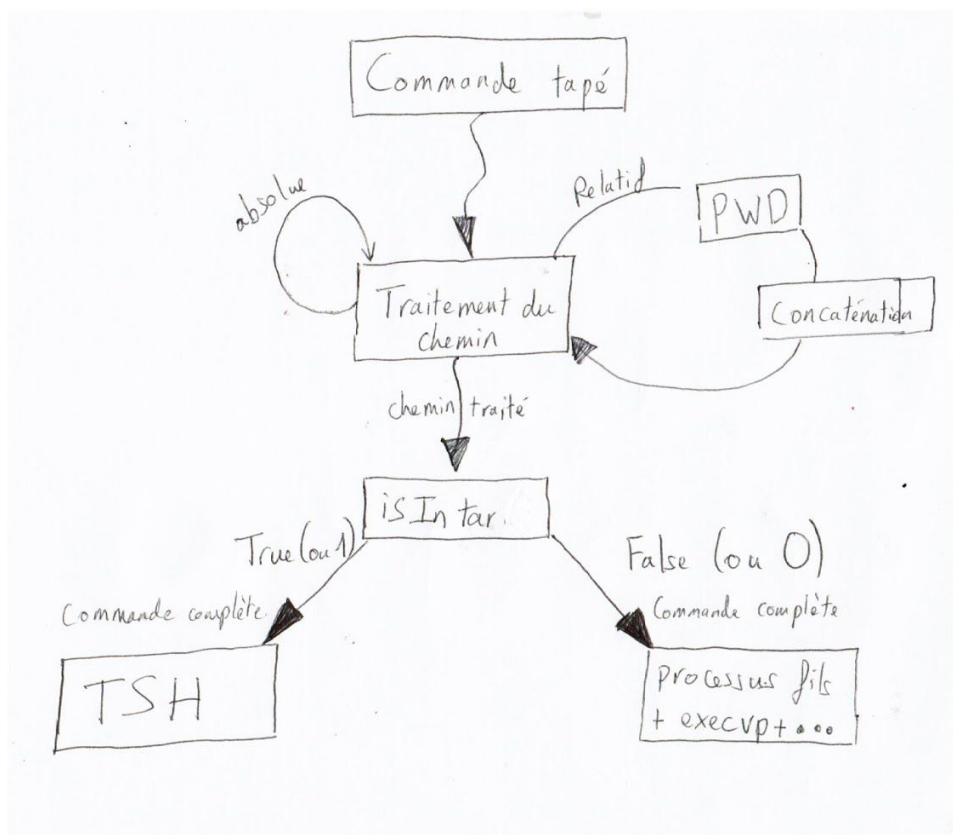 Commande tapé
absolue
Relatif
PWD
Traitement du
chemin
Concaténation
chemin traité
isIntar.
True (ou 1)
False (ou 0)
Commande complète.
Commande complète
TSH
processus fils
+ execvp + ...